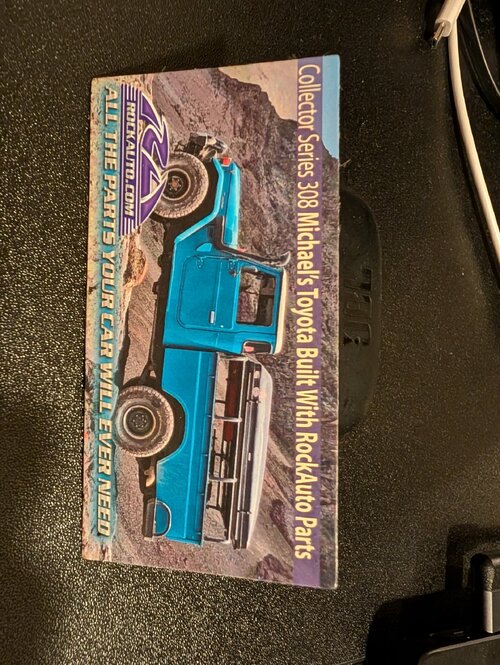 Collector Series 308 Michael's Toyota Built With RockAuto Parts
RA
ROCKAUTO.COM
ALL THE PARTS YOUR CAR WILL EVER NEED